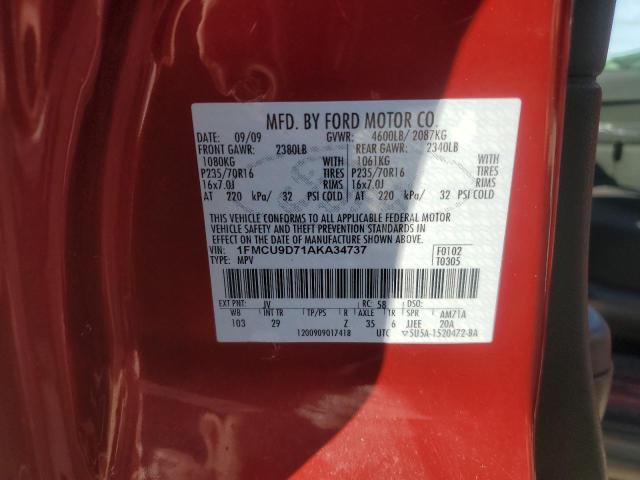 MFD. BY FORD MOTOR CO.
DATE: 09/09 GVWR: 4600LB/ 2087KG
FRONT GAWR: 2380LB REAR GAWR: 2340LB
1080KG WITH 1061KG WITH
P235/70R16 TIRES P235/70R16 TIRES
16x7.0J RIMS 16x7.0J RIMS
AT 220 kPa/ 32 PSI COLD AT 220 kPa/ 32 PSI COLD
THIS VEHICLE CONFORMS TO ALL APPLICABLE FEDERAL MOTOR
VEHICLE SAFETY AND THEFT PREVENTION STANDARDS IN
EFFECT ON THE DATE OF MANUFACTURE SHOWN ABOVE.
VIN: 1FMCU9D71AKA34737 F0102
TYPE: MPV T0305
EXT PNT: JV RC: 58 DSO:
WB INT TR TP/PS R AXLE TR SPR AM71A
103 29 Z 35 6 JJEE 20A
1200909017418 UTC ▽5U5A-1520472-BA